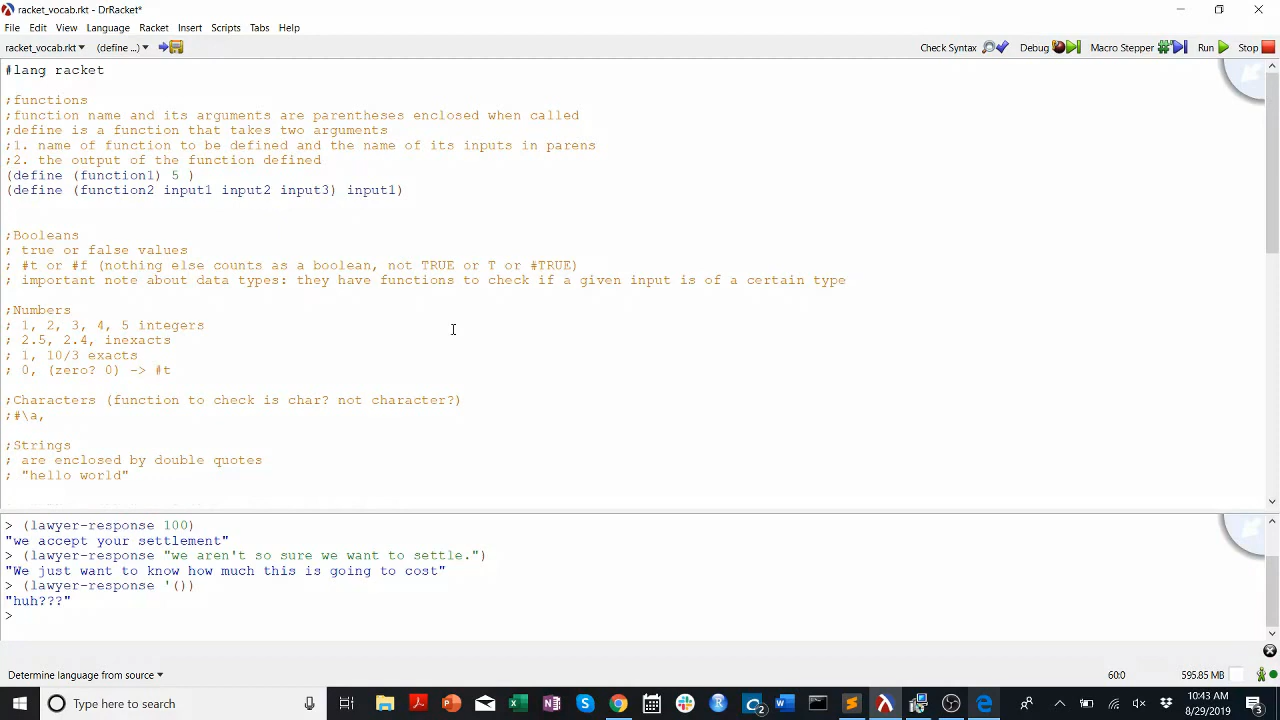 racket_vocab.rkt - DrRacket*
File Edit View Language Racket Insert Scripts Tabs Help
racket_vocab.rkt (define ...) Check Syntax Debug Macro Stepper Run Stop
#lang racket
;functions
;function name and its arguments are parentheses enclosed when called
;define is a function that takes two arguments
;1. name of function to be defined and the name of its inputs in parens
;2. the output of the function defined
(define (function1) 5 )
(define (function2 input1 input2 input3) input1)
;Booleans
; true or false values
; #t or #f (nothing else counts as a boolean, not TRUE or T or #TRUE)
; important note about data types: they have functions to check if a given input is of a certain type
;Numbers
; 1, 2, 3, 4, 5 integers
; 2.5, 2.4, inexacts
; 1, 10/3 exacts
; 0, (zero? 0) -> #t
;Characters (function to check is char? not character?)
;#\a,
;Strings
; are enclosed by double quotes
; "hello world"
> (lawyer-response 100)
"we accept your settlement"
> (lawyer-response "we aren't so sure we want to settle.")
"We just want to know how much this is going to cost"
> (lawyer-response '())
"huh???"
>
Determine language from source 60:0 595.85 MB
Type here to search
10:43 AM
8/29/2019